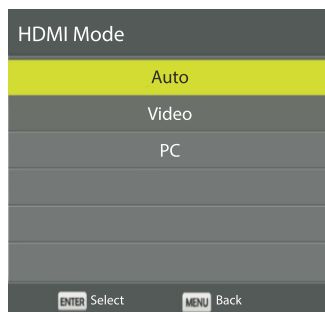 HDMI Mode
Auto
Video
PC
ENTER Select MENU Back